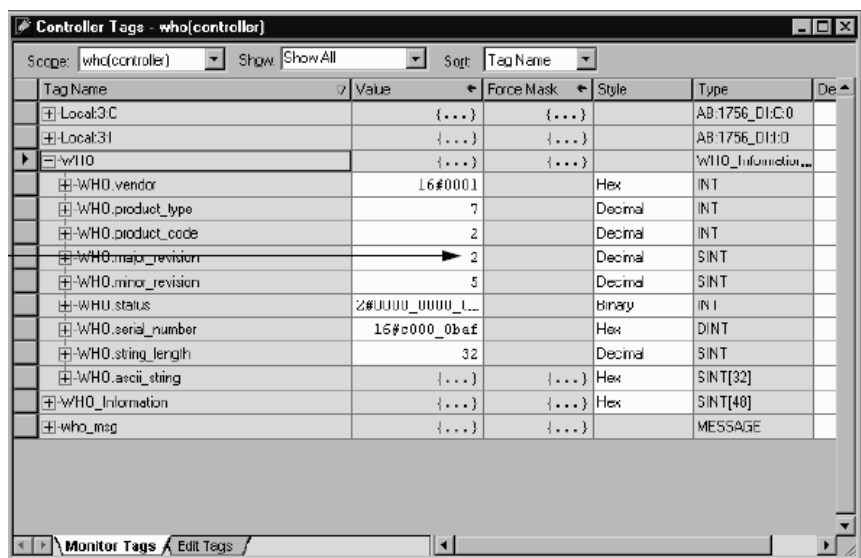 Controller Tags - who(controller)
Scope: who(controller) Show: Show All Sort: Tag Name
Tag Name Value Force Mask Style Type De
Local:3:C {...} {...} AB:1756_DI:C:0
Local:3:I {...} {...} AB:1756_DI:I:0
WHO {...} {...} WHO_Information...
WHO.vendor 16#0001 Hex INT
WHO.product_type 7 Decimal INT
WHO.product_code 2 Decimal INT
WHO.major_revision 2 Decimal SINT
WHO.minor_revision 5 Decimal SINT
WHO.status 2#0000_0000_0... Binary INT
WHO.serial_number 16#c000_0baf Hex DINT
WHO.string_length 32 Decimal SINT
WHO.ascii_string {...} {...} Hex SINT[32]
WHO_Information {...} {...} Hex SINT[48]
who_msg {...} {...} MESSAGE
Monitor Tags Edit Tags